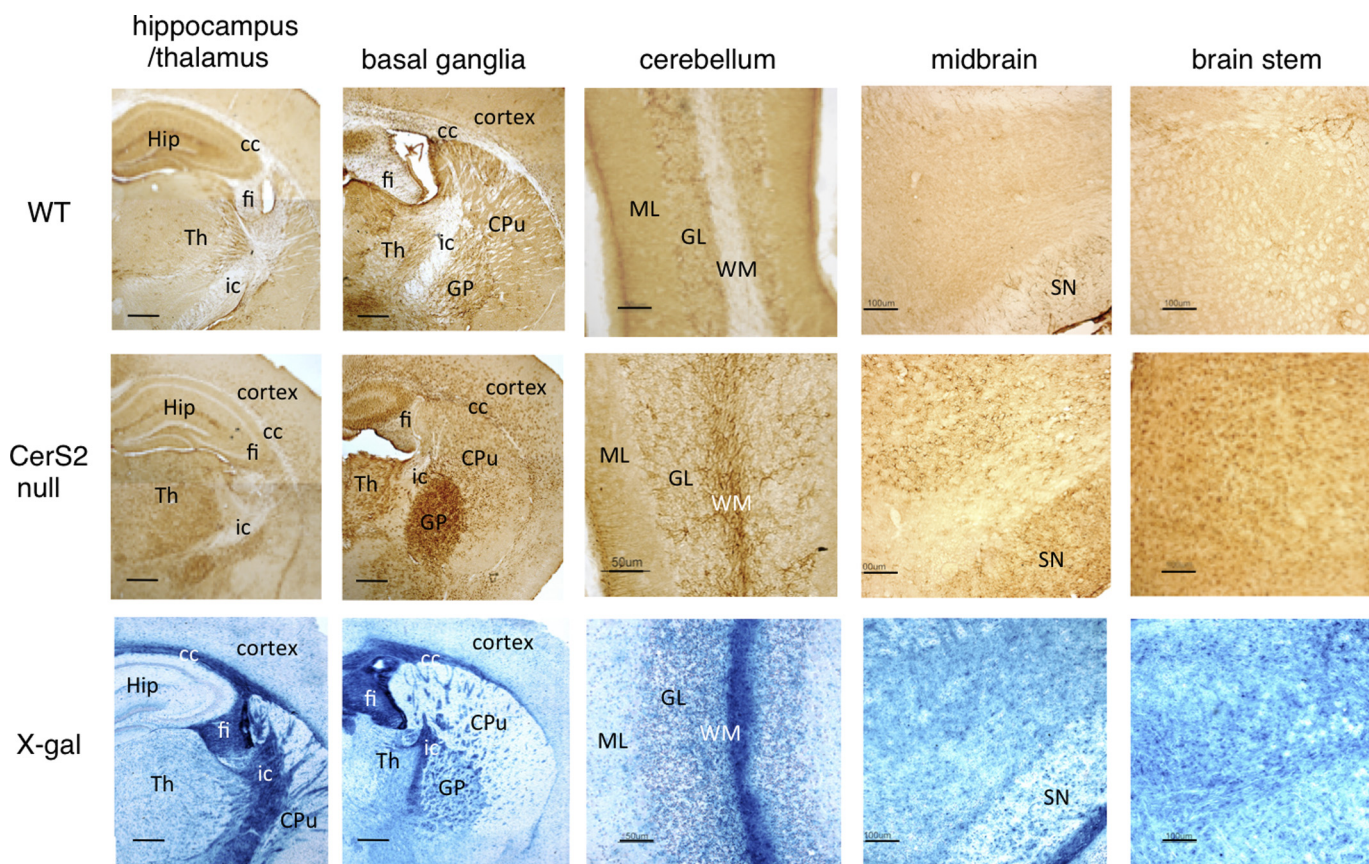 hippocampus
/thalamus
basal ganglia
cerebellum
midbrain
brain stem
WT
Hip
cc
fi
Th
ic
cortex
cc
fi
CPu
Th
ic
GP
ML
GL
WM
SN
100um
100um
CerS2
null
cortex
Hip
cc
fi
Th
ic
cortex
cc
fi
CPu
ic
Th
GP
ML
GL
WM
50um
SN
00um
X-gal
cc
cortex
Hip
fi
ic
Th
CPu
cortex
cc
fi
CPu
ic
Th
GP
GL
WM
ML
50um
SN
100um
100um